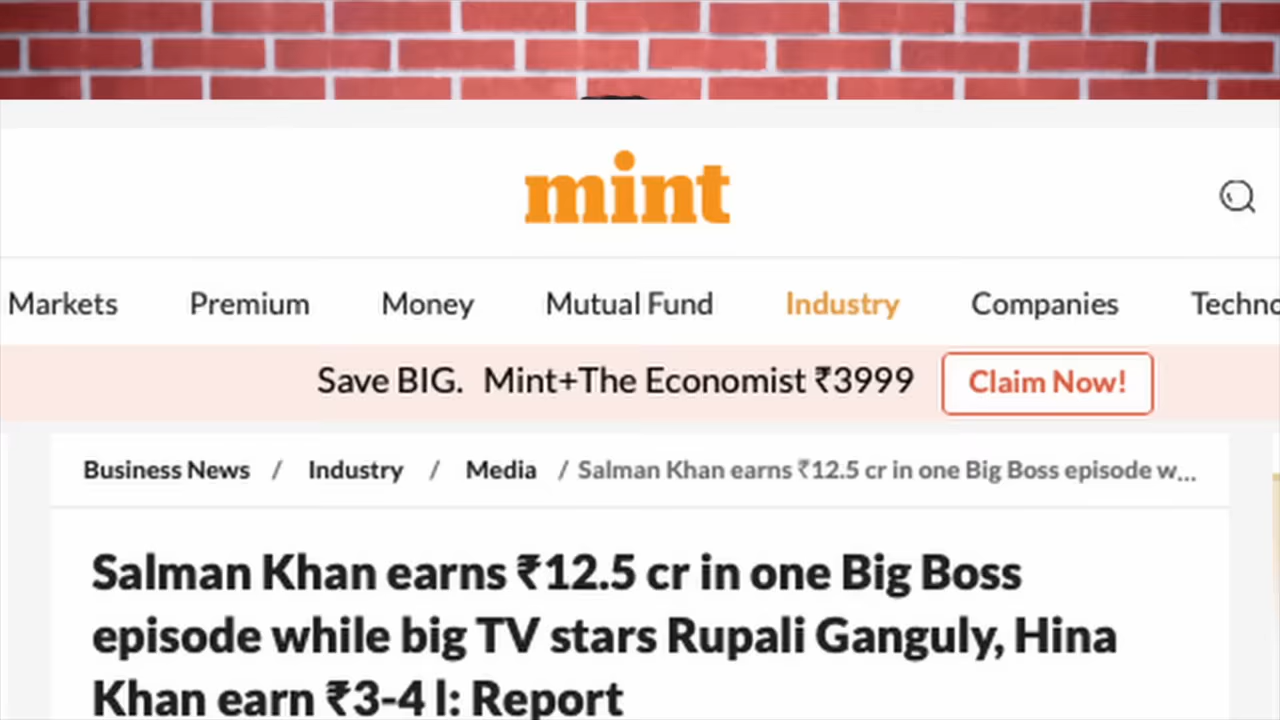 mint
Markets Premium Money Mutual Fund Industry Companies Techno
Save BIG. Mint+The Economist ₹3999 Claim Now!
Business News / Industry / Media / Salman Khan earns ₹12.5 cr in one Big Boss episode w...
Salman Khan earns ₹12.5 cr in one Big Boss
episode while big TV stars Rupali Ganguly, Hina
Khan earn ₹3-4 l: Report